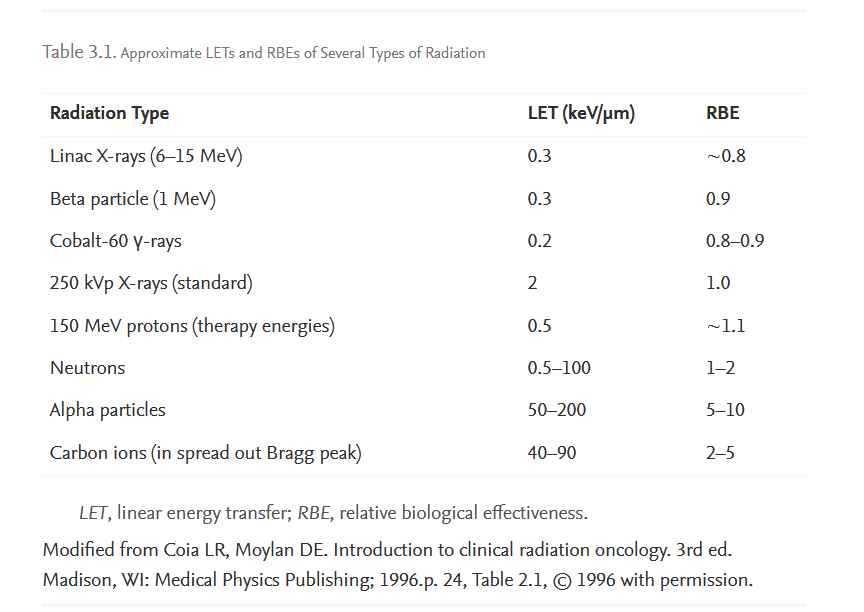 Table 3.1. Approximate LETs and RBEs of Several Types of Radiation
Radiation Type LET (keV/μm) RBE
Linac X-rays (6–15 MeV) 0.3 ~0.8
Beta particle (1 MeV) 0.3 0.9
Cobalt-60 γ-rays 0.2 0.8–0.9
250 kVp X-rays (standard) 2 1.0
150 MeV protons (therapy energies) 0.5 ~1.1
Neutrons 0.5–100 1–2
Alpha particles 50–200 5–10
Carbon ions (in spread out Bragg peak) 40–90 2–5
LET, linear energy transfer; RBE, relative biological effectiveness.
Modified from Coia LR, Moylan DE. Introduction to clinical radiation oncology. 3rd ed.
Madison, WI: Medical Physics Publishing; 1996.p. 24, Table 2.1, © 1996 with permission.